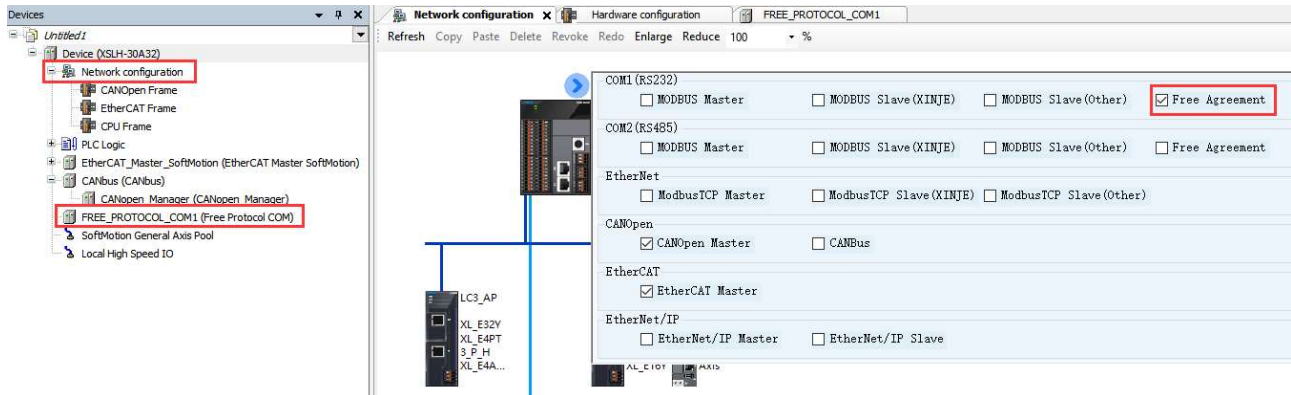 Devices
Untitled1
Device (XSLH-30A32)
Network configuration
CANOpen Frame
EtherCAT Frame
CPU Frame
PLC Logic
EtherCAT_Master_SoftMotion (EtherCAT Master SoftMotion)
CANbus (CANbus)
CANopen_Manager (CANopen_Manager)
FREE_PROTOCOL_COM1 (Free Protocol COM)
SoftMotion General Axis Pool
Local High Speed IO
Network configuration Hardware configuration FREE_PROTOCOL_COM1
Refresh Copy Paste Delete Revoke Redo Enlarge Reduce 100 %
COM1(RS232)
MODBUS Master MODBUS Slave(XINJE) MODBUS Slave(Other) Free Agreement
COM2(RS485)
MODBUS Master MODBUS Slave(XINJE) MODBUS Slave(Other) Free Agreement
EtherNet
ModbusTCP Master ModbusTCP Slave(XINJE) ModbusTCP Slave(Other)
CANOpen
CANOpen Master CANBus
EtherCAT
EtherCAT Master
EtherNet/IP
EtherNet/IP Master EtherNet/IP Slave
LC3_AP
XL_E32Y
XL_E4PT
3_P_H
XL_E4A...
XL_E16Y Axis